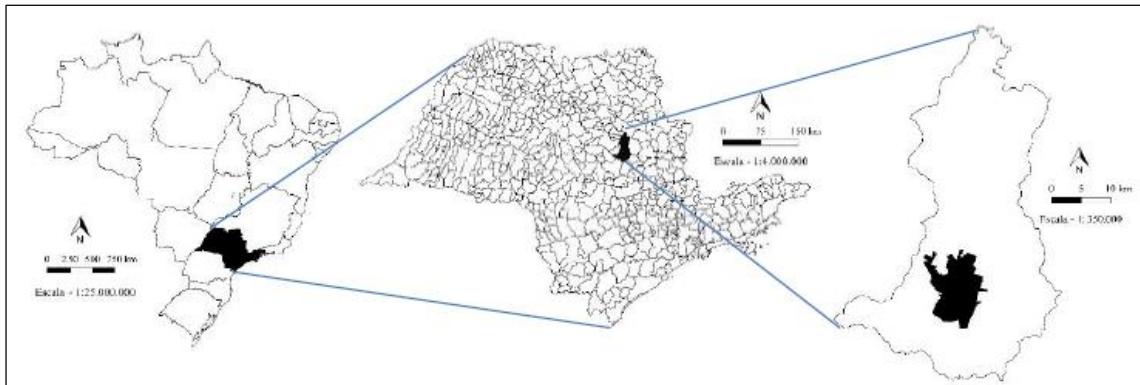 N
0 250 500 750 km
Escala - 1:25.000.000
N
0 75 150 km
Escala - 1:4.000.000
N
0 5 10 km
Escala - 1: 350.000